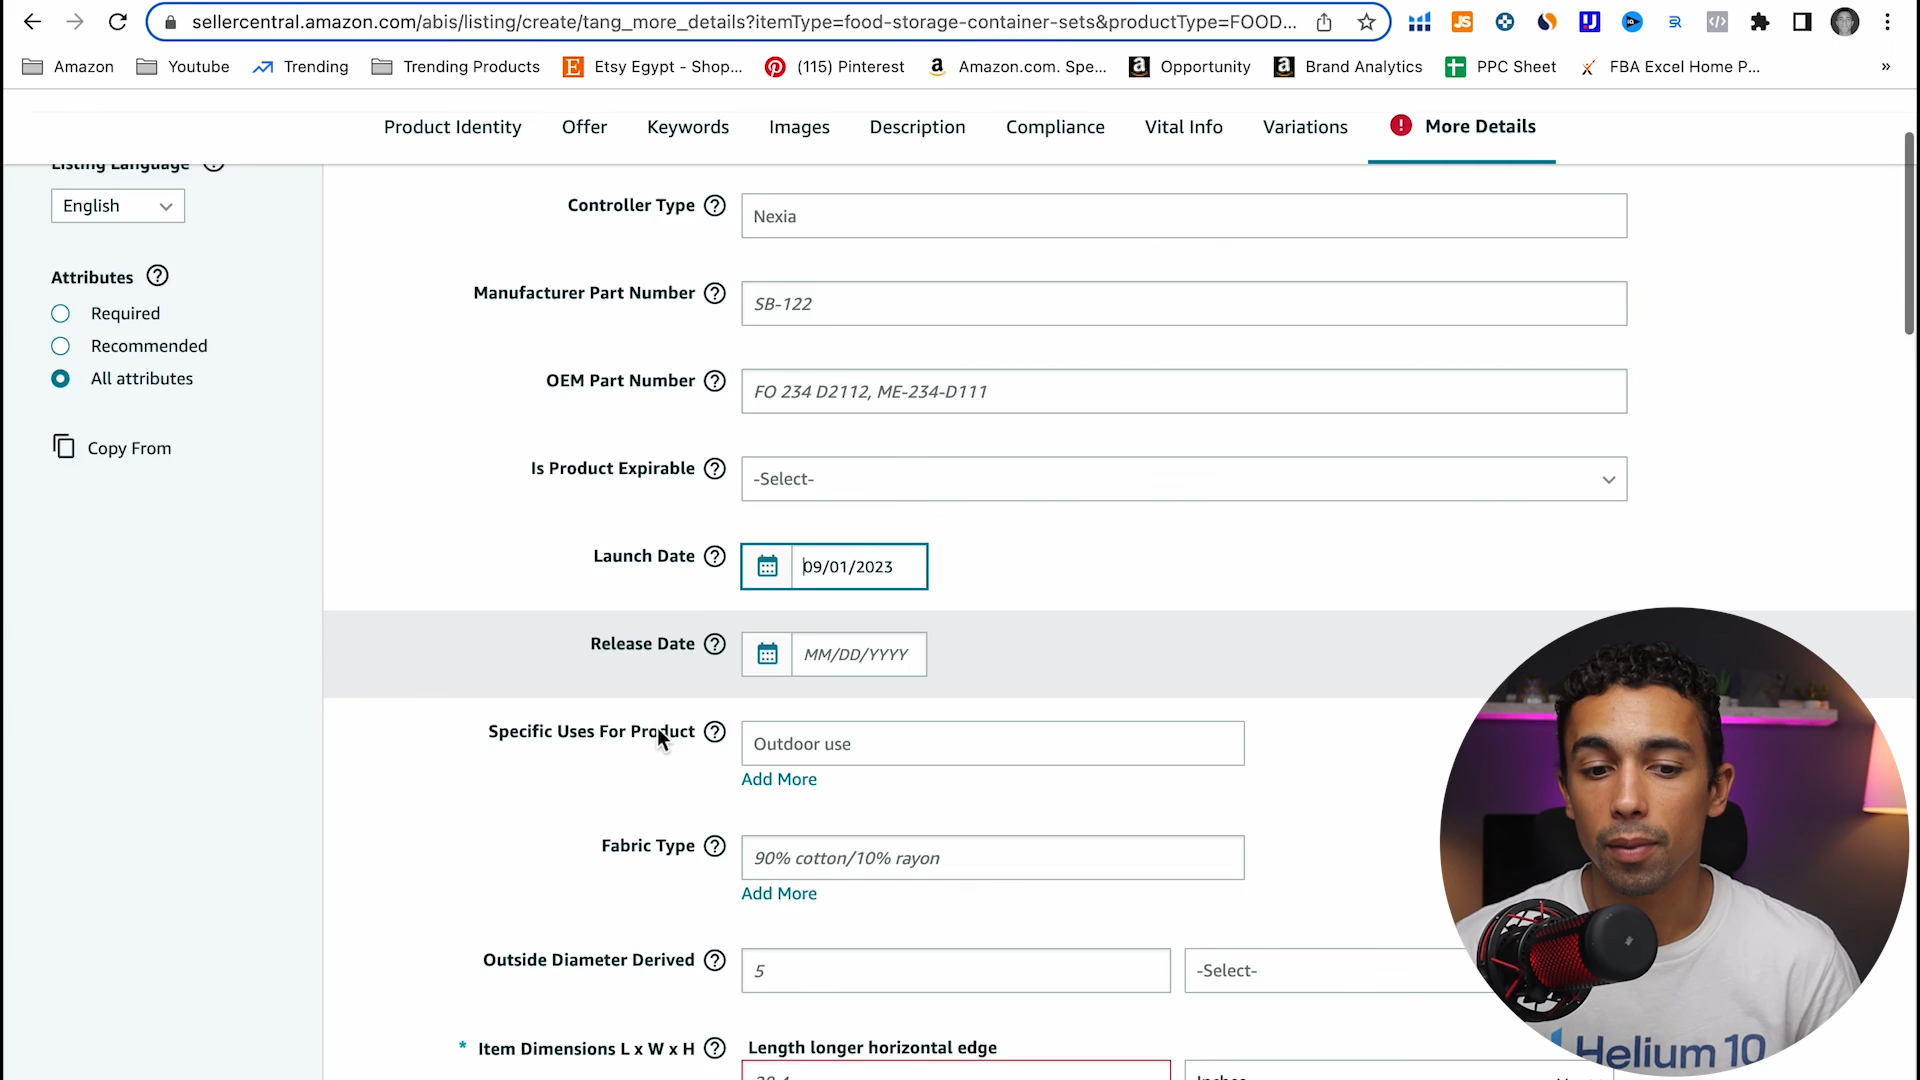 sellercentral.amazon.com/abis/listing/create/tang_more_details?itemType=food-storage-container-sets&productType=FOOD...
JS
Amazon
Youtube
Trending
Trending Products
Etsy Egypt - Shop...
(115) Pinterest
Amazon.com. Spe...
Opportunity
Brand Analytics
PPC Sheet
FBA Excel Home P...
»
Product Identity
Offer
Keywords
Images
Description
Compliance
Vital Info
Variations
More Details
Listing Language
English
Attributes
Required
Recommended
All attributes
Copy From
Controller Type
Nexia
Manufacturer Part Number
SB-122
OEM Part Number
FO 234 D2112, ME-234-D111
Is Product Expirable
-Select-
Launch Date
09/01/2023
Release Date
MM/DD/YYYY
Specific Uses For Product
Outdoor use
Add More
Fabric Type
90% cotton/10% rayon
Add More
Outside Diameter Derived
5
-Select-
* Item Dimensions L x W x H
Length longer horizontal edge
Inches
Helium 10